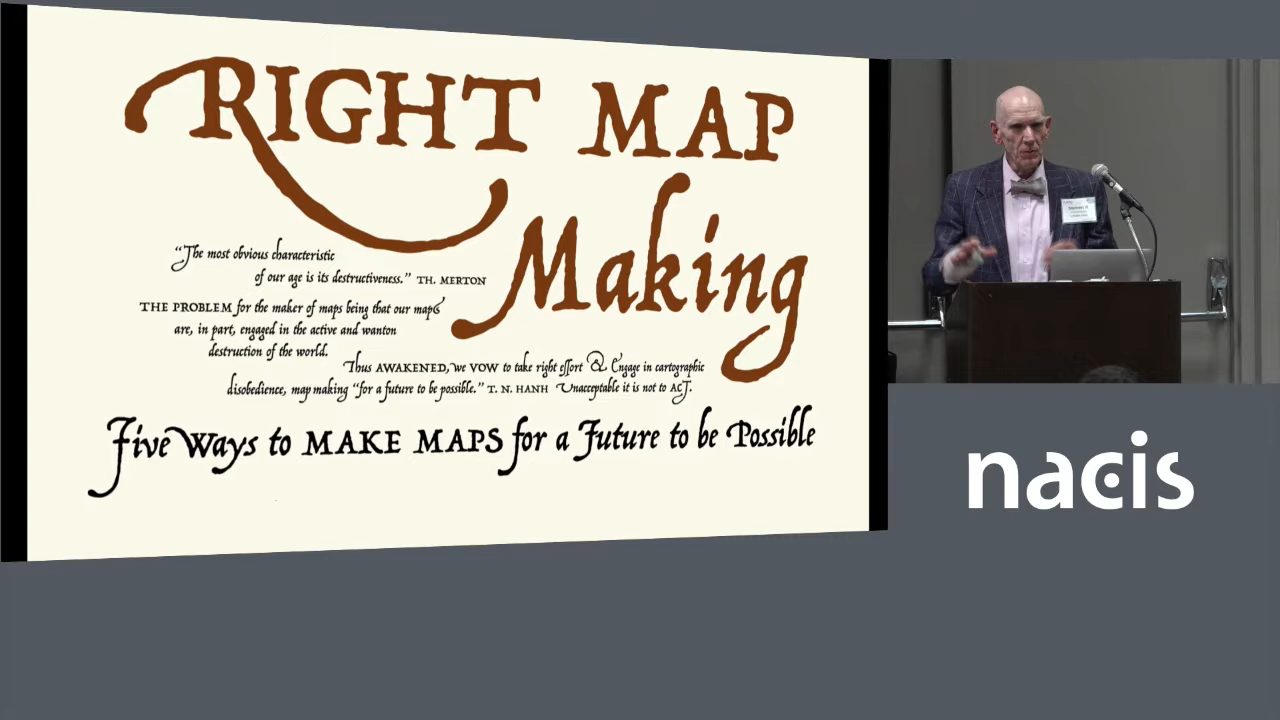 RIGHT MAP
Making
"The most obvious characteristic
of our age is its destructiveness." TH. MERTON
THE PROBLEM for the maker of maps being that our maps
are, in part, engaged in the active and wanton
destruction of the world.
Thus AWAKENED, we VOW to take right effort & Engage in cartographic
disobedience, map making "for a future to be possible." T. N. HANH Unacceptable it is not to ACT.
Five Ways to MAKE MAPS for a Future to be Possible
nacis